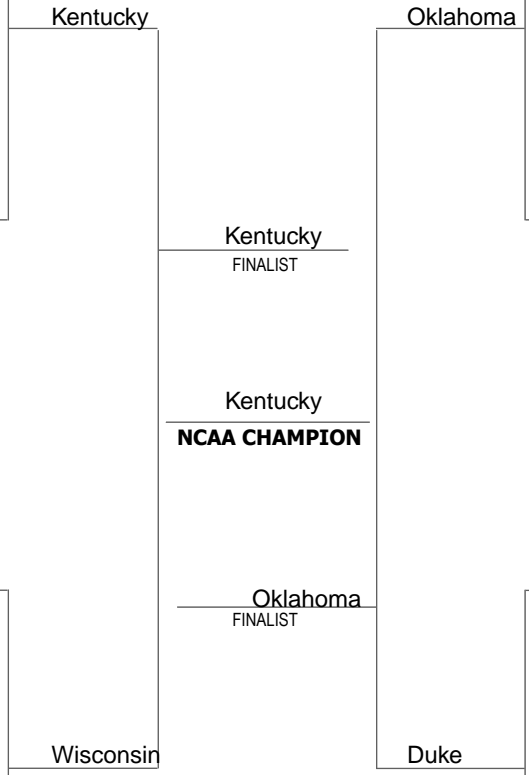 Kentucky
Oklahoma
Kentucky
FINALIST
Kentucky
NCAA CHAMPION
Oklahoma
FINALIST
Wisconsin
Duke